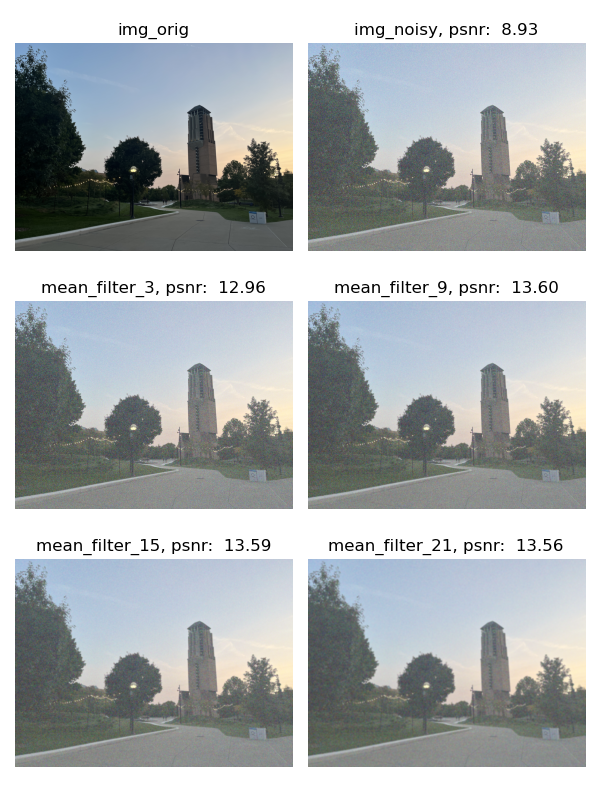 img_orig
img_noisy, psnr:  8.93
mean_filter_3, psnr:  12.96
mean_filter_9, psnr:  13.60
mean_filter_15, psnr:  13.59
mean_filter_21, psnr:  13.56